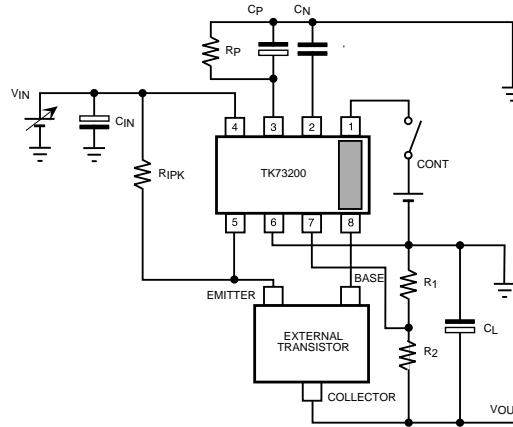 CP
CN
RP
VIN
CIN
4
3
2
1
CONT
RIPK
TK73200
5
6
7
8
EMITTER
BASE
R1
EXTERNAL
TRANSISTOR
R2
CL
COLLECTOR
VOU